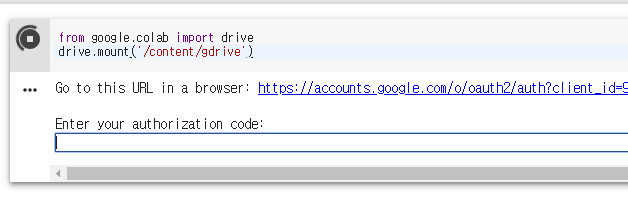 from google.colab import drive
drive.mount('/content/gdrive')
Go to this URL in a browser: https://accounts.google.com/o/oauth2/auth?client_id=9
Enter your authorization code: